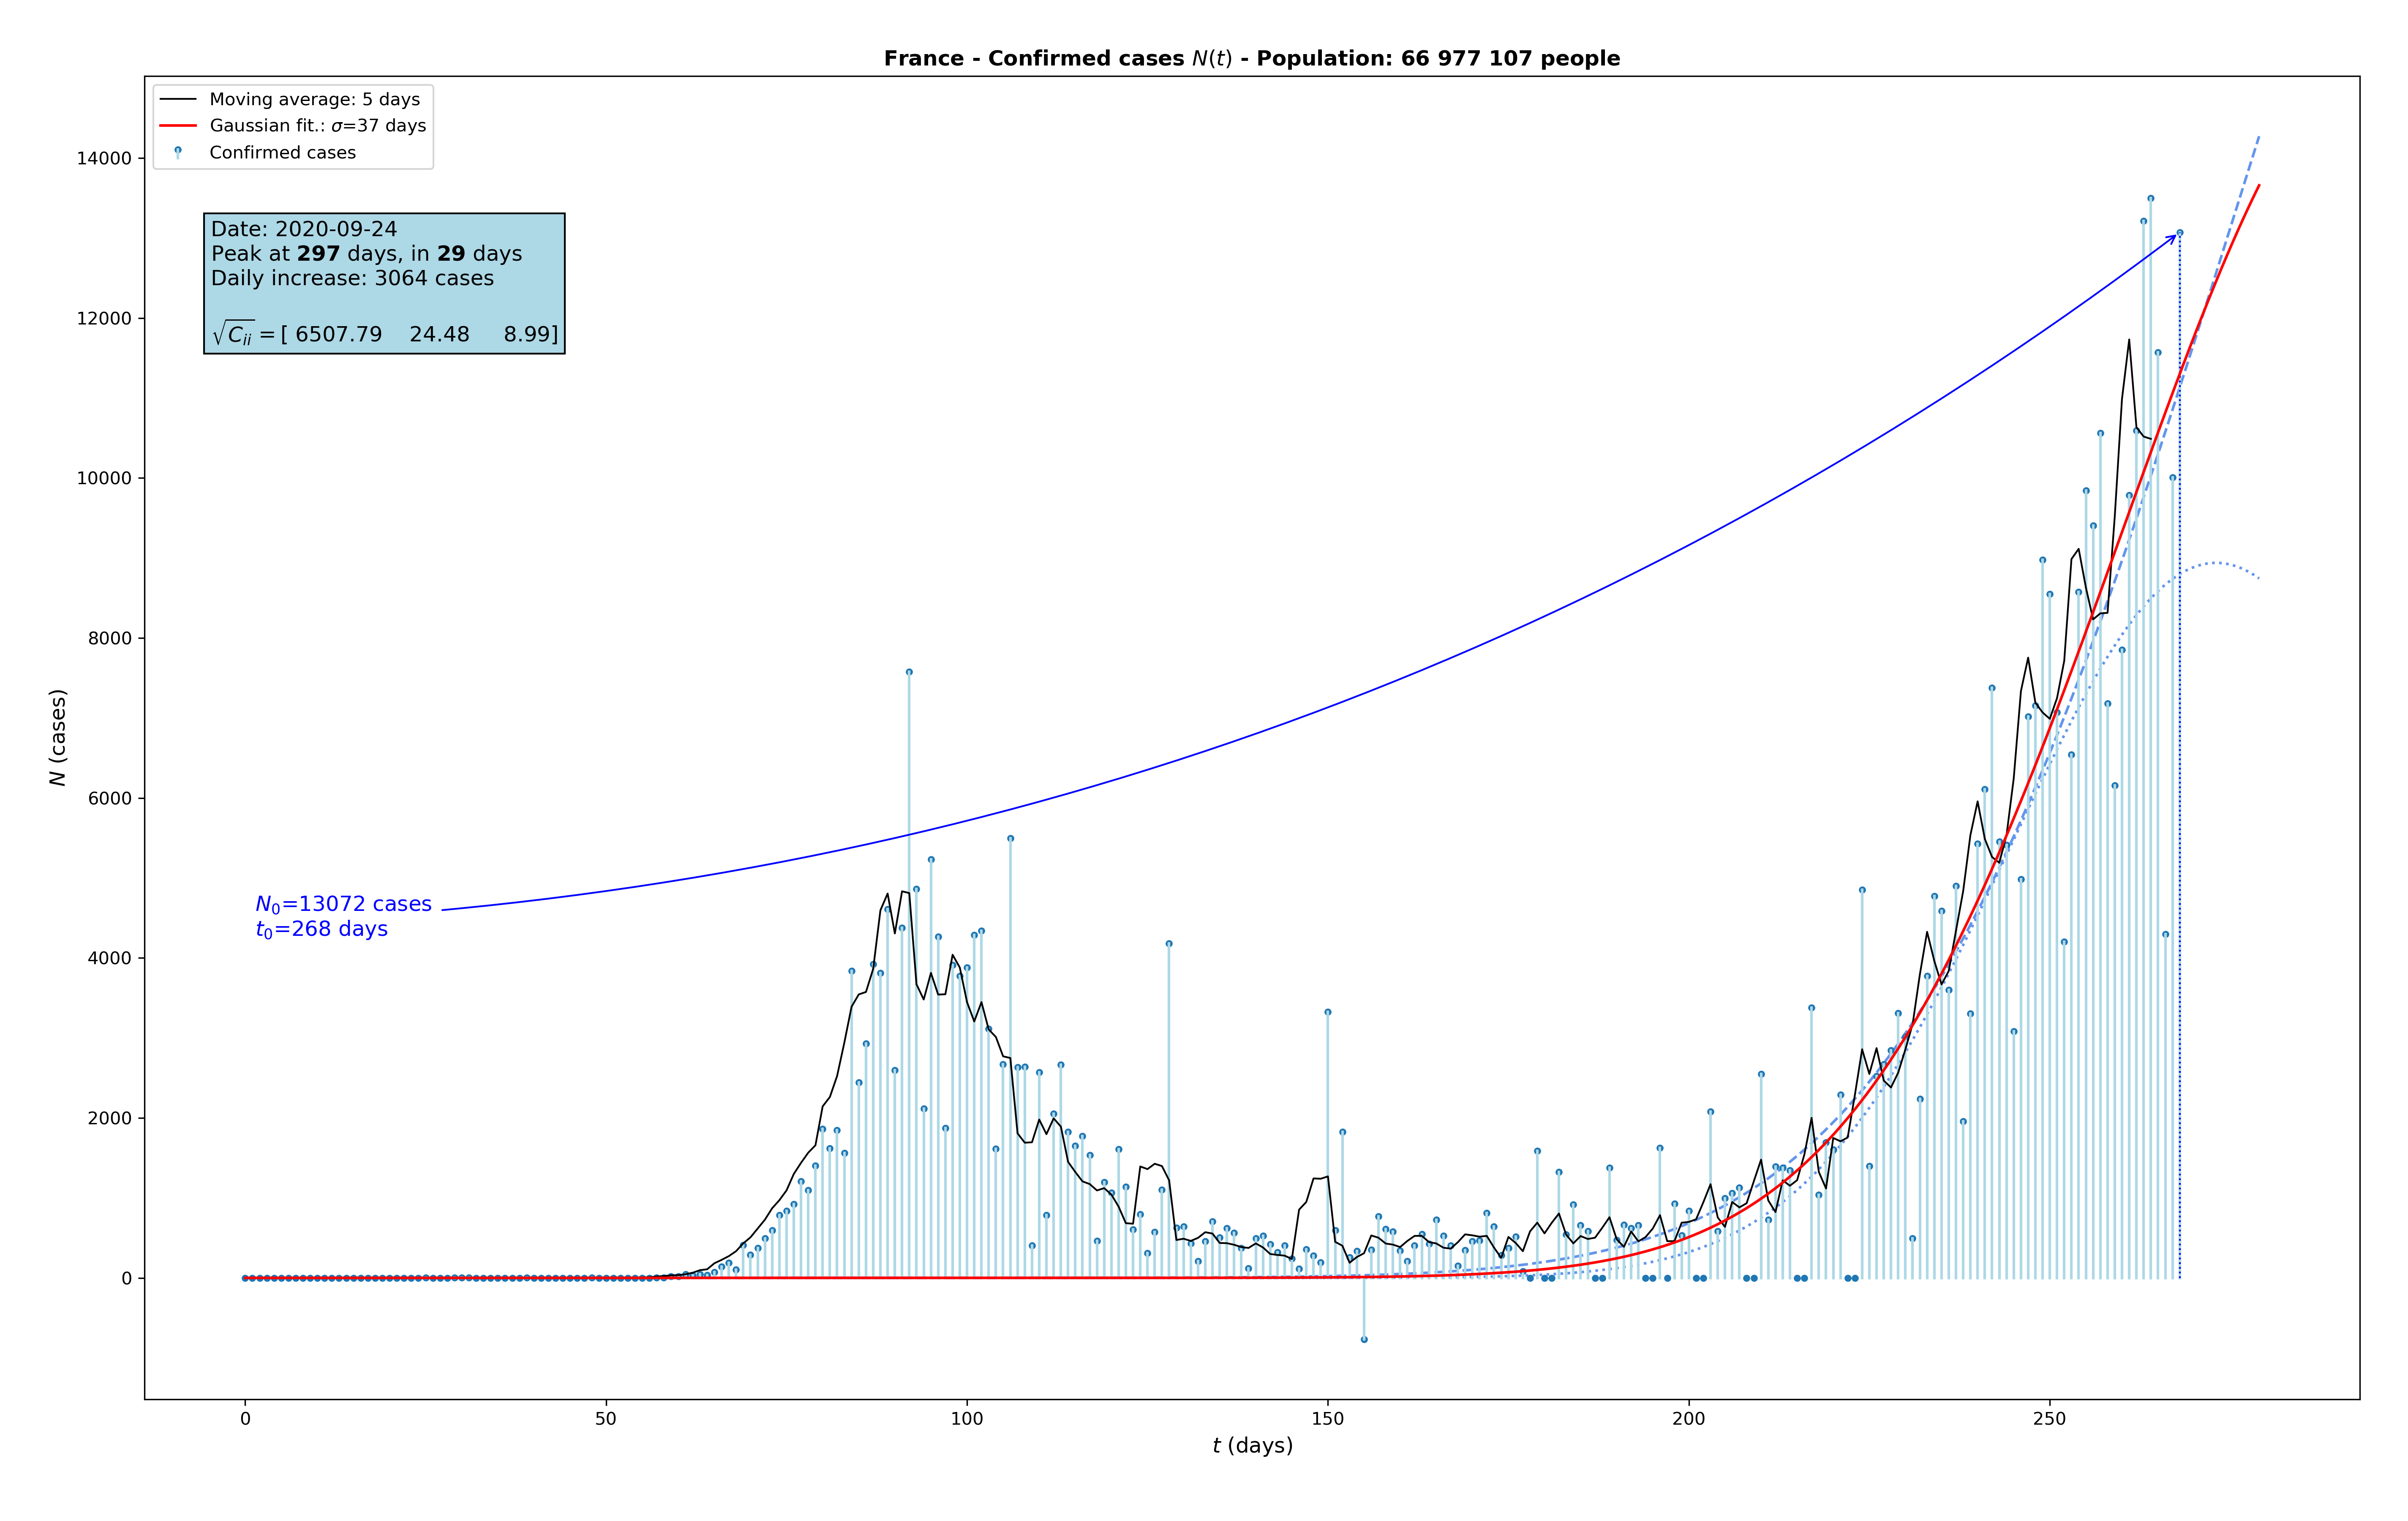 France - Confirmed cases N(t) - Population: 66 977 107 people
Moving average: 5 days
Gaussian fit.: σ=37 days
Confirmed cases
Date: 2020-09-24
Peak at 297 days, in 29 days
Daily increase: 3064 cases
√Cᵢᵢ = [ 6507.79 24.48 8.99]
N₀=13072 cases
t₀=268 days
14000
12000
10000
8000
6000
4000
2000
0
N (cases)
0 50 100 150 200 250
t (days)